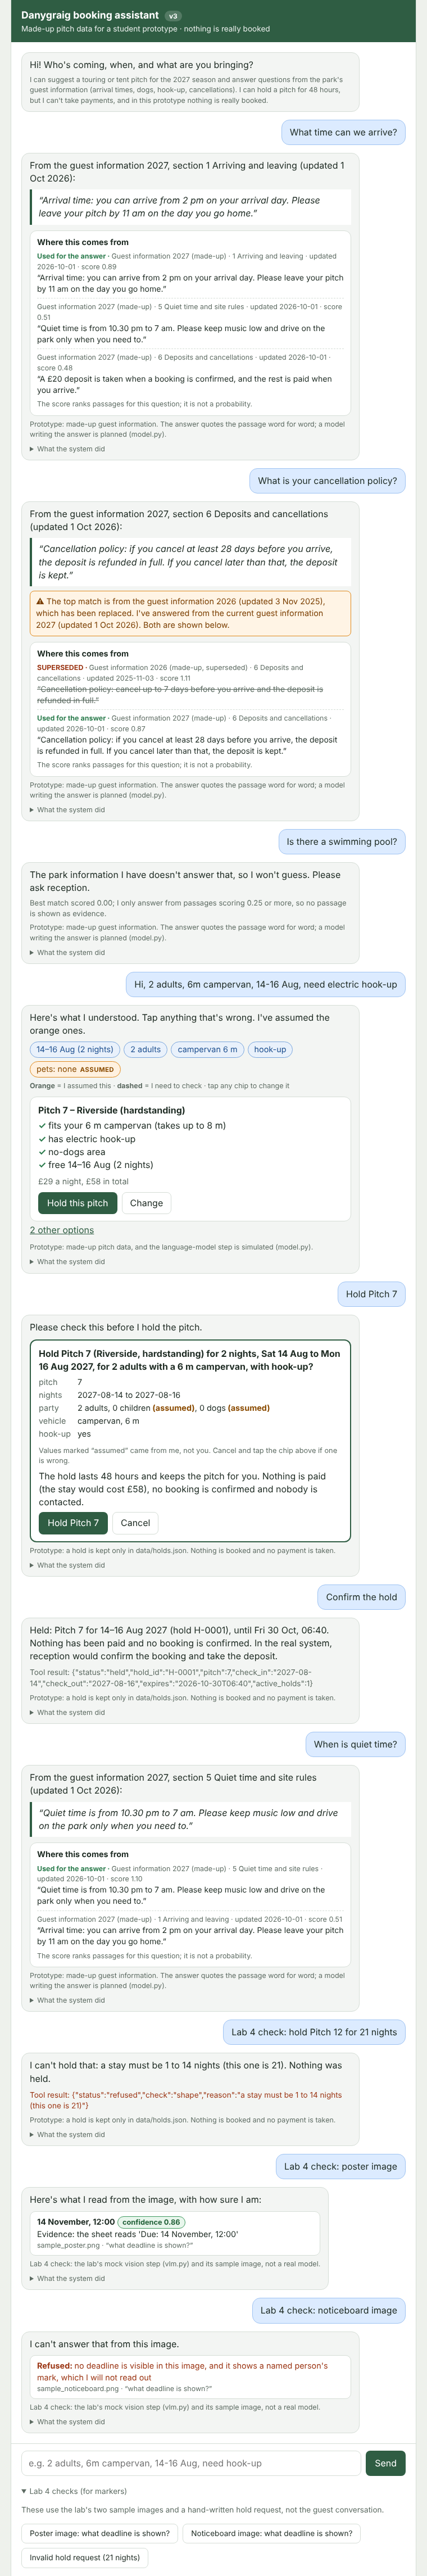 Danygraig booking assistant v3
Made-up pitch data for a student prototype · nothing is really booked
Hi! Who's coming, when, and what are you bringing?
I can suggest a touring or tent pitch for the 2027 season and answer questions from the park's
guest information (arrival times, dogs, hook-up, cancellations). I can hold a pitch for 48 hours,
but I can't take payments, and in this prototype nothing is really booked.
What time can we arrive?
From the guest information 2027, section 1 Arriving and leaving (updated 1
Oct 2026):
“Arrival time: you can arrive from 2 pm on your arrival day. Please
leave your pitch by 11 am on the day you go home.”
Where this comes from
Used for the answer · Guest information 2027 (made-up) · 1 Arriving and leaving · updated
2026-10-01 · score 0.89
“Arrival time: you can arrive from 2 pm on your arrival day. Please leave your pitch
by 11 am on the day you go home.”
Guest information 2027 (made-up) · 5 Quiet time and site rules · updated 2026-10-01 · score
0.51
“Quiet time is from 10.30 pm to 7 am. Please keep music low and drive on the
park only when you need to.”
Guest information 2027 (made-up) · 6 Deposits and cancellations · updated 2026-10-01 ·
score 0.48
“A £20 deposit is taken when a booking is confirmed, and the rest is paid when
you arrive.”
The score ranks passages for this question; it is not a probability.
Prototype: made-up guest information. The answer quotes the passage word for word; a model
writing the answer is planned (model.py).
▶ What the system did
What is your cancellation policy?
From the guest information 2027, section 6 Deposits and cancellations
(updated 1 Oct 2026):
“Cancellation policy: if you cancel at least 28 days before you arrive,
the deposit is refunded in full. If you cancel later than that, the deposit
is kept.”
⚠ The top match is from the guest information 2026 (updated 3 Nov 2025),
which has been replaced. I've answered from the current guest information
2027 (updated 1 Oct 2026). Both are shown below.
Where this comes from
SUPERSEDED · Guest information 2026 (made-up, superseded) · 6 Deposits and
cancellations · updated 2025-11-03 · score 1.11
“Cancellation policy: cancel up to 7 days before you arrive and the deposit is
refunded in full.”
Used for the answer · Guest information 2027 (made-up) · 6 Deposits and cancellations ·
updated 2026-10-01 · score 0.87
“Cancellation policy: if you cancel at least 28 days before you arrive, the deposit
is refunded in full. If you cancel later than that, the deposit is kept.”
The score ranks passages for this question; it is not a probability.
Prototype: made-up guest information. The answer quotes the passage word for word; a model
writing the answer is planned (model.py).
▶ What the system did
Is there a swimming pool?
The park information I have doesn't answer that, so I won't guess. Please
ask reception.
Best match scored 0.00; I only answer from passages scoring 0.25 or more, so no passage
is shown as evidence.
Prototype: made-up guest information. The answer quotes the passage word for word; a model
writing the answer is planned (model.py).
▶ What the system did
Hi, 2 adults, 6m campervan, 14-16 Aug, need electric hook-up
Here's what I understood. Tap anything that's wrong. I've assumed the
orange ones.
14–16 Aug (2 nights) 2 adults campervan 6 m hook-up
pets: none ASSUMED
Orange = I assumed this · dashed = I need to check · tap any chip to change it
Pitch 7 – Riverside (hardstanding)
✓ fits your 6 m campervan (takes up to 8 m)
✓ has electric hook-up
✓ no-dogs area
✓ free 14–16 Aug (2 nights)
£29 a night, £58 in total
Hold this pitch Change
2 other options
Prototype: made-up pitch data, and the language-model step is simulated (model.py).
▶ What the system did
Hold Pitch 7
Please check this before I hold the pitch.
Hold Pitch 7 (Riverside, hardstanding) for 2 nights, Sat 14 Aug to Mon
16 Aug 2027, for 2 adults with a 6 m campervan, with hook-up?
pitch 7
nights 2027-08-14 to 2027-08-16
party 2 adults, 0 children (assumed), 0 dogs (assumed)
vehicle campervan, 6 m
hook-up yes
Values marked “assumed” came from me, not you. Cancel and tap the chip above if one
is wrong.
The hold lasts 48 hours and keeps the pitch for you. Nothing is paid
(the stay would cost £58), no booking is confirmed and nobody is
contacted.
Hold Pitch 7 Cancel
Prototype: a hold is kept only in data/holds.json. Nothing is booked and no payment is taken.
▶ What the system did
Confirm the hold
Held: Pitch 7 for 14–16 Aug 2027 (hold H-0001), until Fri 30 Oct, 06:40.
Nothing has been paid and no booking is confirmed. In the real system,
reception would confirm the booking and take the deposit.
Tool result: {"status":"held","hold_id":"H-0001","pitch":7,"check_in":"2027-08-
14","check_out":"2027-08-16","expires":"2026-10-30T06:40","active_holds":1}
Prototype: a hold is kept only in data/holds.json. Nothing is booked and no payment is taken.
▶ What the system did
When is quiet time?
From the guest information 2027, section 5 Quiet time and site rules
(updated 1 Oct 2026):
“Quiet time is from 10.30 pm to 7 am. Please keep music low and drive
on the park only when you need to.”
Where this comes from
Used for the answer · Guest information 2027 (made-up) · 5 Quiet time and site rules ·
updated 2026-10-01 · score 1.10
“Quiet time is from 10.30 pm to 7 am. Please keep music low and drive on the
park only when you need to.”
Guest information 2027 (made-up) · 1 Arriving and leaving · updated 2026-10-01 · score 0.51
“Arrival time: you can arrive from 2 pm on your arrival day. Please leave your pitch
by 11 am on the day you go home.”
The score ranks passages for this question; it is not a probability.
Prototype: made-up guest information. The answer quotes the passage word for word; a model
writing the answer is planned (model.py).
▶ What the system did
Lab 4 check: hold Pitch 12 for 21 nights
I can't hold that: a stay must be 1 to 14 nights (this one is 21). Nothing was
held.
Tool result: {"status":"refused","check":"shape","reason":"a stay must be 1 to 14 nights
(this one is 21)"}
Prototype: a hold is kept only in data/holds.json. Nothing is booked and no payment is taken.
▶ What the system did
Lab 4 check: poster image
Here's what I read from the image, with how sure I am:
14 November, 12:00 confidence 0.86
Evidence: the sheet reads 'Due: 14 November, 12:00'
sample_poster.png · “what deadline is shown?”
Lab 4 check: the lab's mock vision step (vlm.py) and its sample image, not a real model.
▶ What the system did
Lab 4 check: noticeboard image
I can't answer that from this image.
Refused: no deadline is visible in this image, and it shows a named person's
mark, which I will not read out
sample_noticeboard.png · “what deadline is shown?”
Lab 4 check: the lab's mock vision step (vlm.py) and its sample image, not a real model.
▶ What the system did
e.g. 2 adults, 6m campervan, 14-16 Aug, need hook-up Send
▼ Lab 4 checks (for markers)
These use the lab's two sample images and a hand-written hold request, not the guest conversation.
Poster image: what deadline is shown? Noticeboard image: what deadline is shown?
Invalid hold request (21 nights)